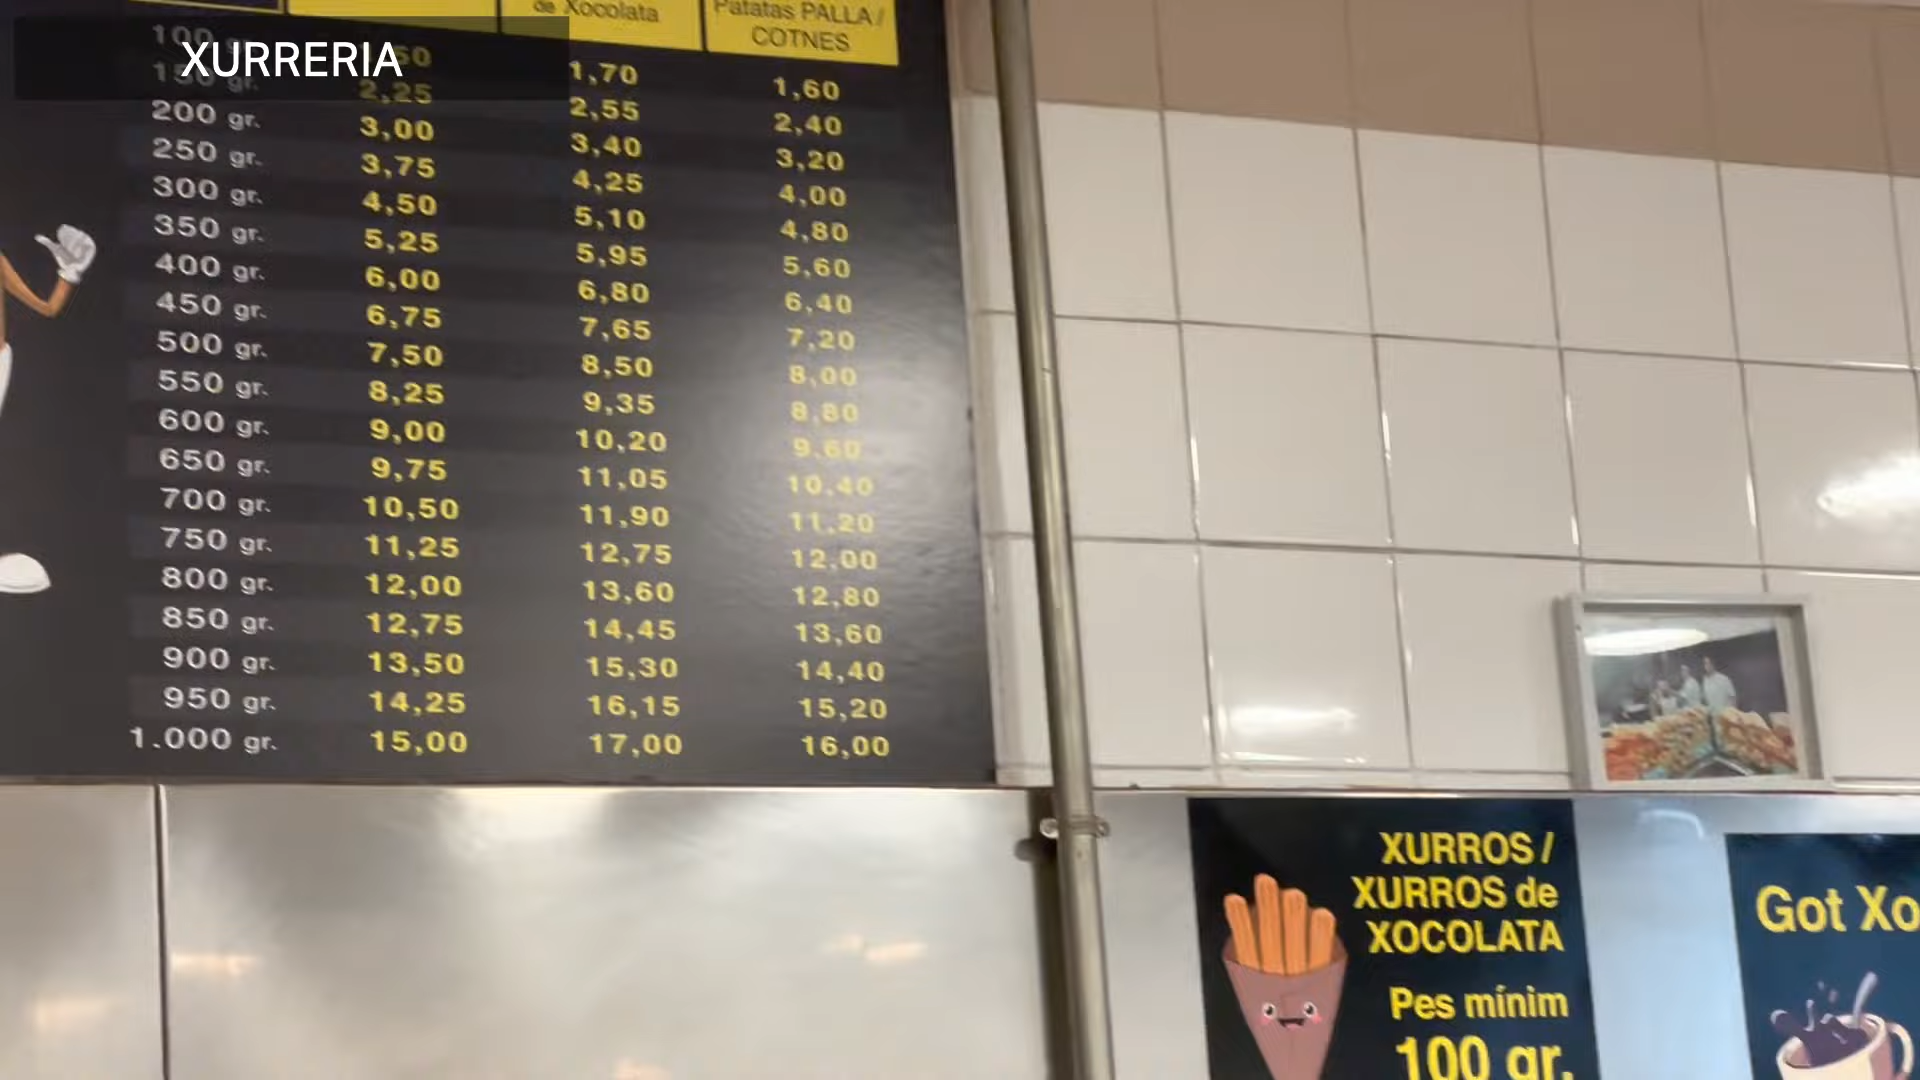 XURRERIA
de Xocolata
Patatas PALLA /
COTNES
100 gr. 1,50 1,70 1,60
150 gr. 2,25 2,55 2,40
200 gr. 3,00 3,40 3,20
250 gr. 3,75 4,25 4,00
300 gr. 4,50 5,10 4,80
350 gr. 5,25 5,95 5,60
400 gr. 6,00 6,80 6,40
450 gr. 6,75 7,65 7,20
500 gr. 7,50 8,50 8,00
550 gr. 8,25 9,35 8,80
600 gr. 9,00 10,20 9,60
650 gr. 9,75 11,05 10,40
700 gr. 10,50 11,90 11,20
750 gr. 11,25 12,75 12,00
800 gr. 12,00 13,60 12,80
850 gr. 12,75 14,45 13,60
900 gr. 13,50 15,30 14,40
950 gr. 14,25 16,15 15,20
1.000 gr. 15,00 17,00 16,00
XURROS /
XURROS de
XOCOLATA
Pes mínim
100 gr.
Got Xo